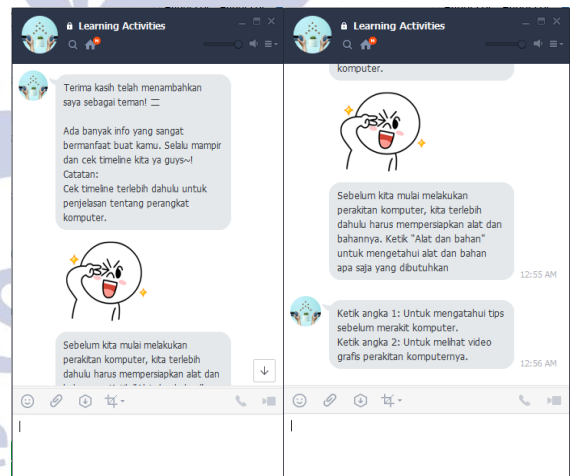 Learning Activities
Terima kasih telah menambahkan
saya sebagai teman!
Ada banyak info yang sangat
bermanfaat buat kamu. Selalu mampir
dan cek timeline kita ya guys~!
Catatan:
Cek timeline terlebih dahulu untuk
penjelasan tentang perangkat
komputer.
Sebelum kita mulai melakukan
perakitan komputer, kita terlebih
dahulu harus mempersiapkan alat dan
Learning Activities
komputer.
Sebelum kita mulai melakukan
perakitan komputer, kita terlebih
dahulu harus mempersiapkan alat dan
bahannya. Ketik "Alat dan bahan"
untuk mengetahui alat dan bahan
apa saja yang dibutuhkan
12:55 AM
Ketik angka 1: Untuk mengatahui tips
sebelum merakit komputer.
Ketik angka 2: Untuk melihat video
grafis perakitan komputernya.
12:56 AM